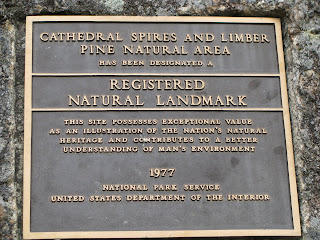 CATHEDRAL SPIRES AND LIMBER
PINE NATURAL AREA
HAS BEEN DESIGNATED A
REGISTERED
NATURAL LANDMARK
THIS SITE POSSESSES EXCEPTIONAL VALUE
AS AN ILLUSTRATION OF THE NATION'S NATURAL
HERITAGE AND CONTRIBUTES TO A BETTER
UNDERSTANDING OF MAN'S ENVIRONMENT
1977
NATIONAL PARK SERVICE
UNITED STATES DEPARTMENT OF THE INTERIOR